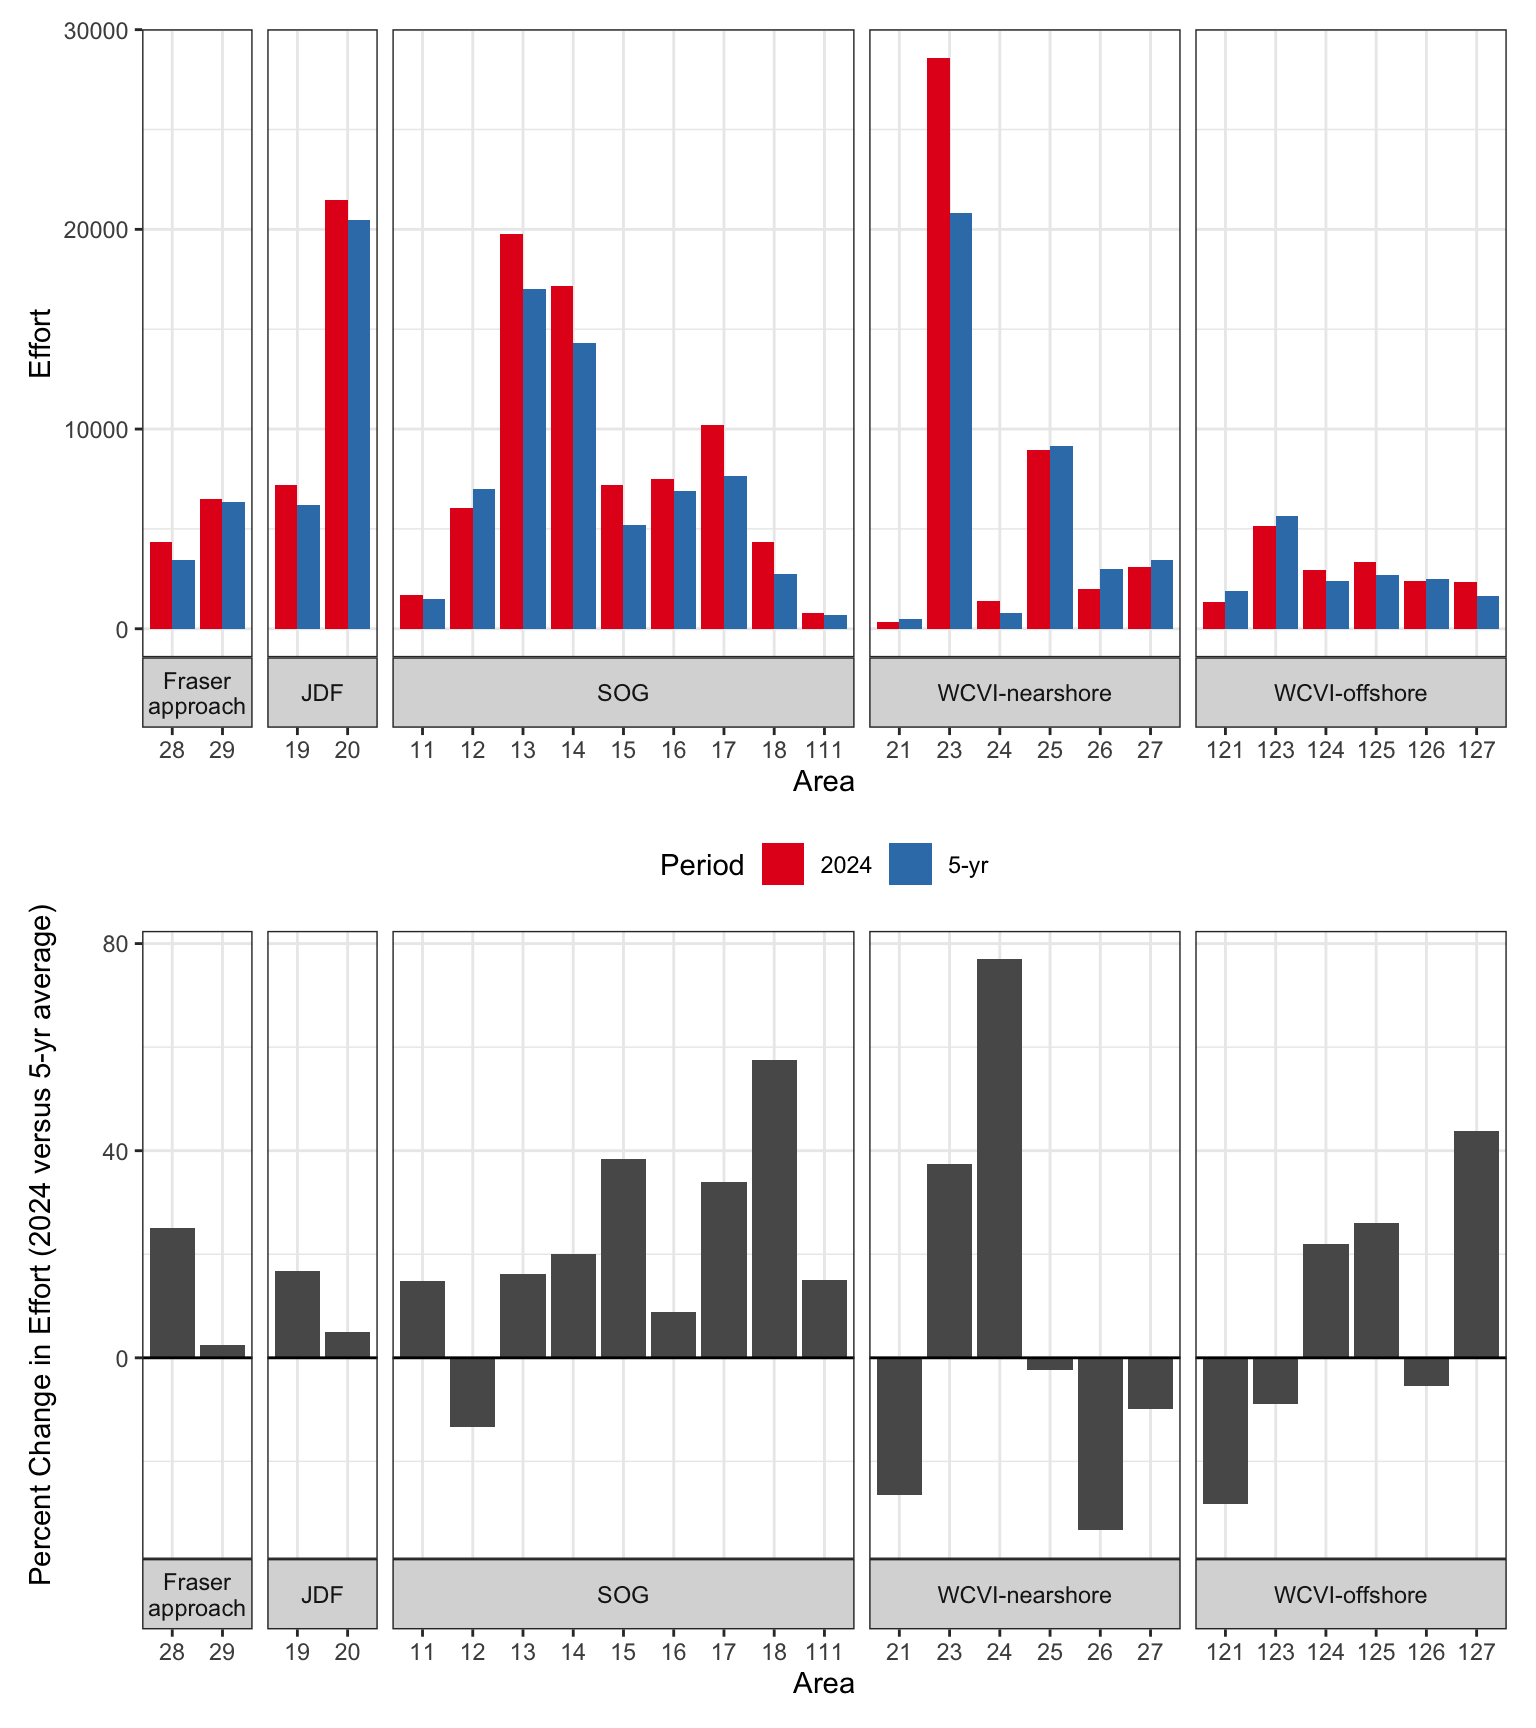 30000
20000
10000
0
Effort
Fraser
approach
JDF
SOG
WCVI-nearshore
WCVI-offshore
28 29 19 20 11 12 13 14 15 16 17 18 111 21 23 24 25 26 27 121 123 124 125 126 127
Area
Period 2024 5-yr
80
40
0
Percent Change in Effort (2024 versus 5-yr average)
Fraser
approach
JDF
SOG
WCVI-nearshore
WCVI-offshore
28 29 19 20 11 12 13 14 15 16 17 18 111 21 23 24 25 26 27 121 123 124 125 126 127
Area